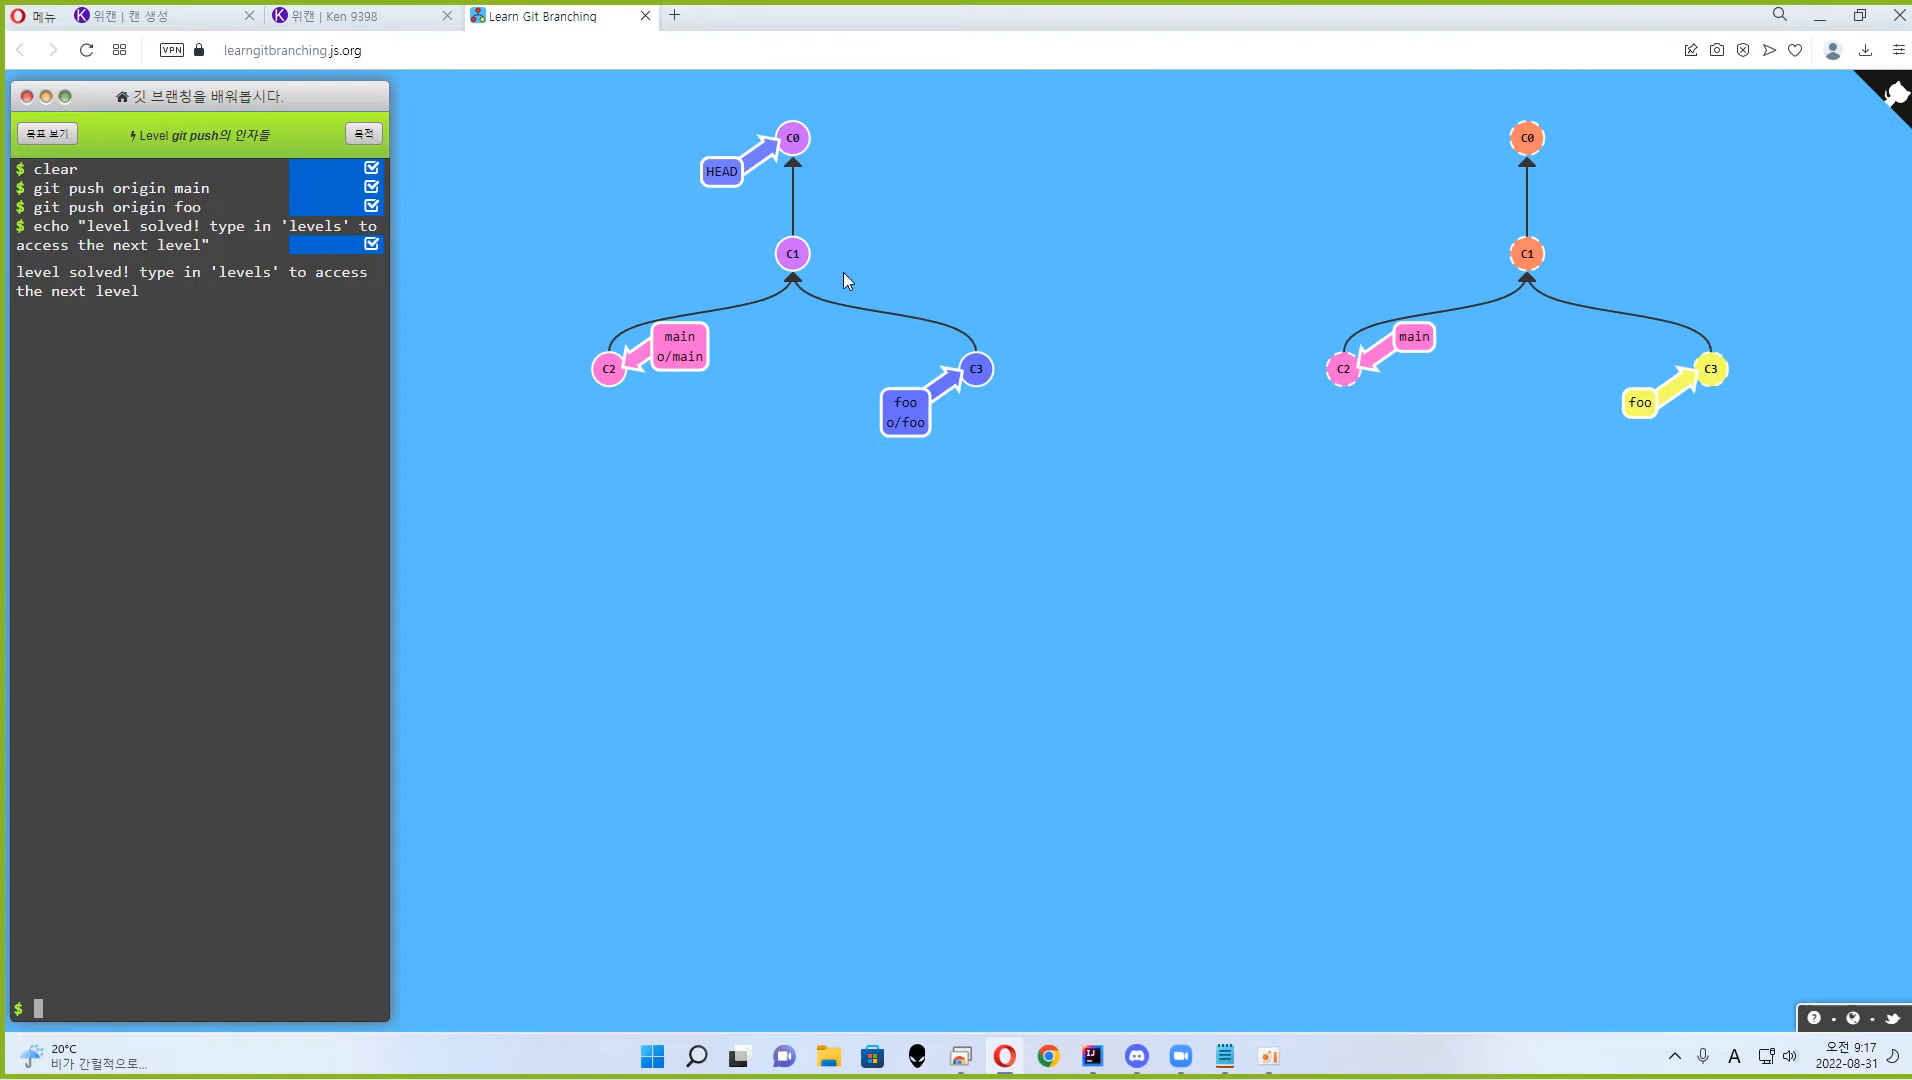 메뉴
위캔 | 캔 생성
위캔 | Ken 9398
Learn Git Branching
VPN
learngitbranching.js.org
깃 브랜칭을 배워봅시다.
목표 보기
Level git push의 인자들
목적
$ clear
$ git push origin main
$ git push origin foo
$ echo "level solved! type in 'levels' to
access the next level"
level solved! type in 'levels' to access
the next level
$
C0
HEAD
C1
main
o/main
C2
C3
foo
o/foo
C0
C1
main
C2
C3
foo
20°C
비가 간헐적으로...
A
오전 9:17
2022-08-31